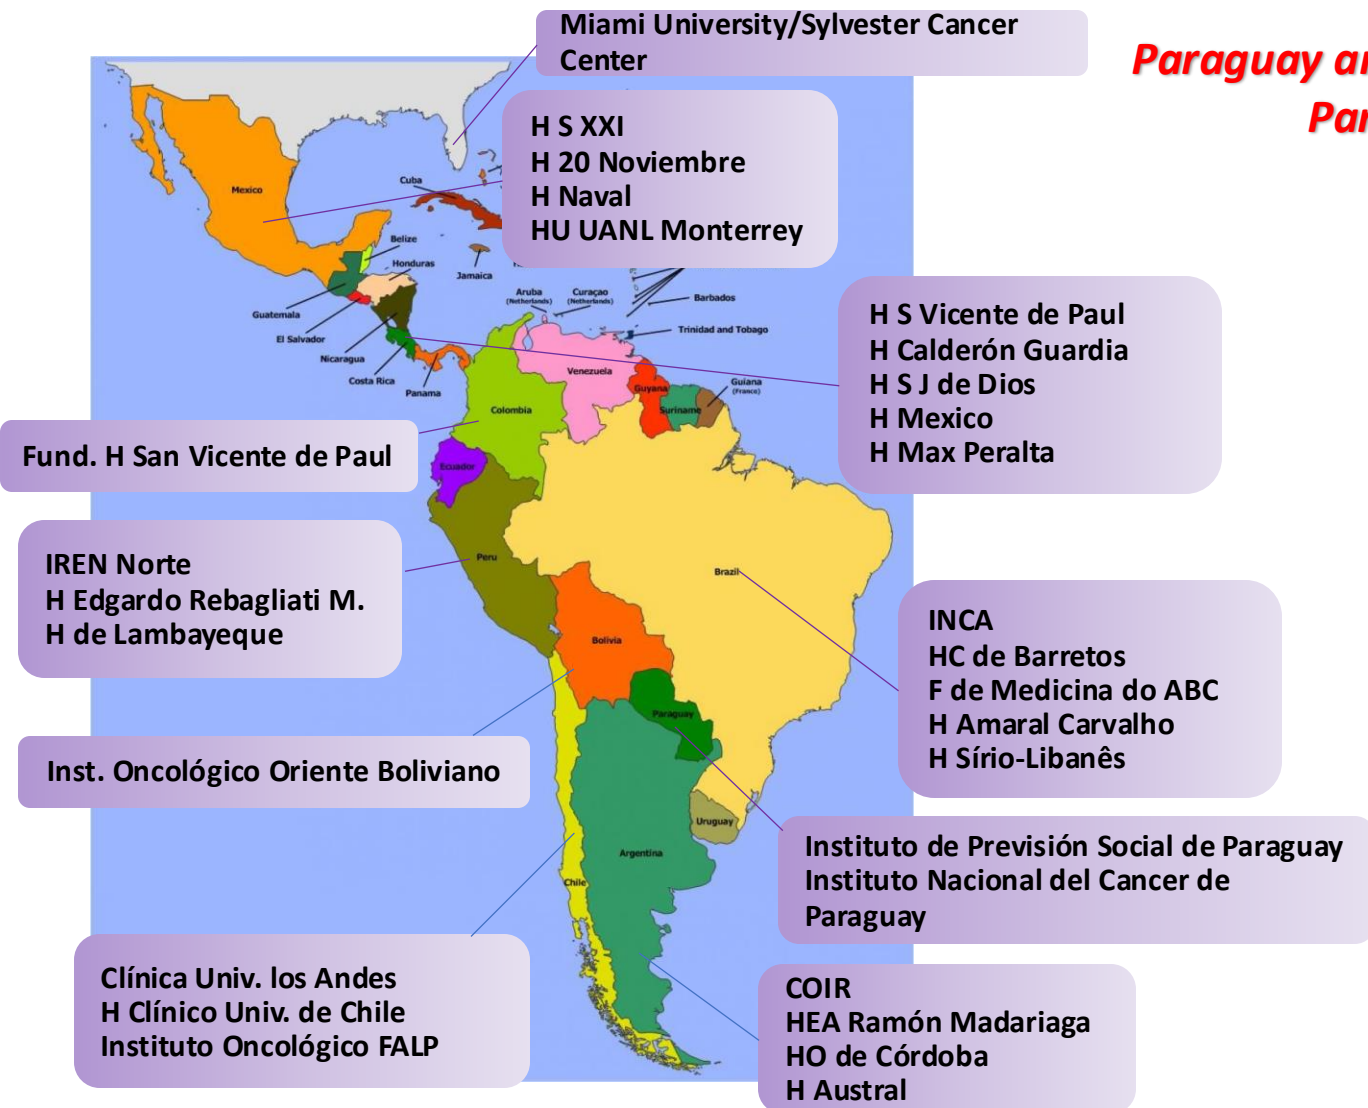 Miami University/Sylvester Cancer
Center
Paraguay
H S XXI
H 20 Noviembre
H Naval
HU UANL Monterrey
Mexico
Cuba
Belize
Honduras
Jamaica
Guatemala
El Salvador
Nicaragua
Costa Rica
Panama
Aruba
(Netherlands)
Curaçao
(Netherlands)
Barbados
Trinidad and Tobago
Venezuela
Guyana
Suriname
Guiana
(France)
Colombia
H S Vicente de Paul
H Calderón Guardia
H S J de Dios
H Mexico
H Max Peralta
Fund. H San Vicente de Paul
Ecuador
IREN Norte
H Edgardo Rebagliati M.
H de Lambayeque
Peru
Brazil
Bolivia
INCA
HC de Barretos
F de Medicina do ABC
H Amaral Carvalho
H Sírio-Libanês
Paraguay
Inst. Oncológico Oriente Boliviano
Uruguay
Argentina
Chile
Instituto de Previsión Social de Paraguay
Instituto Nacional del Cancer de
Paraguay
Clínica Univ. los Andes
H Clínico Univ. de Chile
Instituto Oncológico FALP
COIR
HEA Ramón Madariaga
HO de Córdoba
H Austral